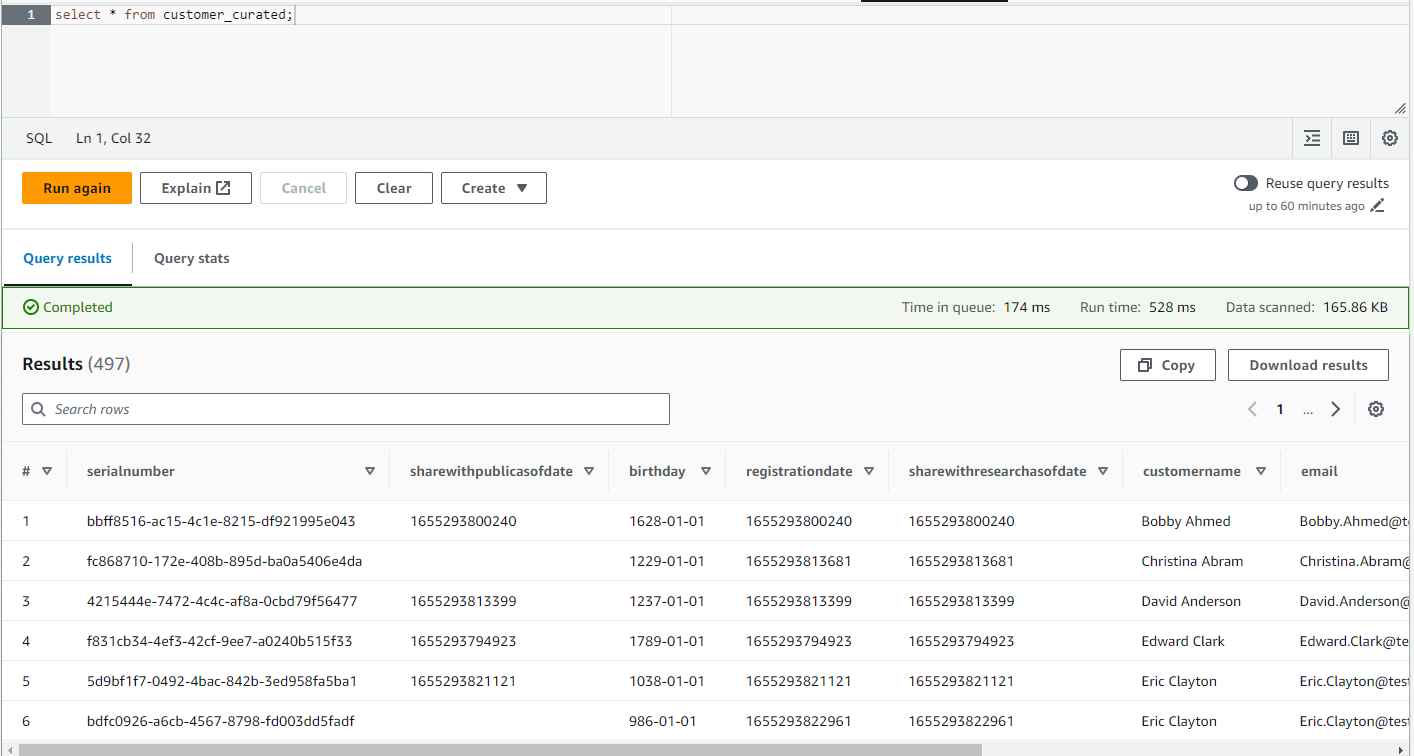 1 select * from customer_curated;
SQL Ln 1, Col 32
Run again Explain Cancel Clear Create Reuse query results
up to 60 minutes ago
Query results Query stats
Completed Time in queue: 174 ms Run time: 528 ms Data scanned: 165.86 KB
Results (497) Copy Download results
Search rows 1 ...
# serialnumber sharewithpublicasofdate birthday registrationdate sharewithresearchasofdate customername email
1 bbff8516-ac15-4c1e-8215-df921995e043 1655293800240 1628-01-01 1655293800240 1655293800240 Bobby Ahmed Bobby.Ahmed@te
2 fc868710-172e-408b-895d-ba0a5406e4da 1229-01-01 1655293813681 1655293813681 Christina Abram Christina.Abram@
3 4215444e-7472-4c4c-af8a-0cbd79f56477 1655293813399 1237-01-01 1655293813399 1655293813399 David Anderson David.Anderson@
4 f831cb34-4ef3-42cf-9ee7-a0240b515f33 1655293794923 1789-01-01 1655293794923 1655293794923 Edward Clark Edward.Clark@te
5 5d9bf1f7-0492-4bac-842b-3ed958fa5ba1 1655293821121 1038-01-01 1655293821121 1655293821121 Eric Clayton Eric.Clayton@test
6 bdfc0926-a6cb-4567-8798-fd003dd5fadf 986-01-01 1655293822961 1655293822961 Eric Clayton Eric.Clayton@test